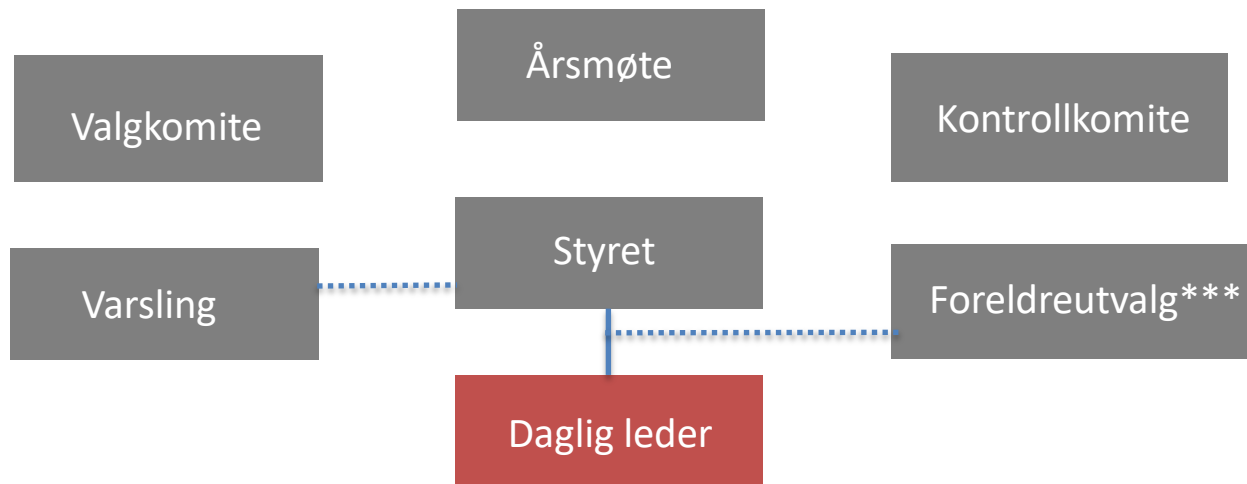 Årsmøte
Valgkomite
Kontrollkomite
Styret
Varsling
Foreldreutvalg***
Daglig leder